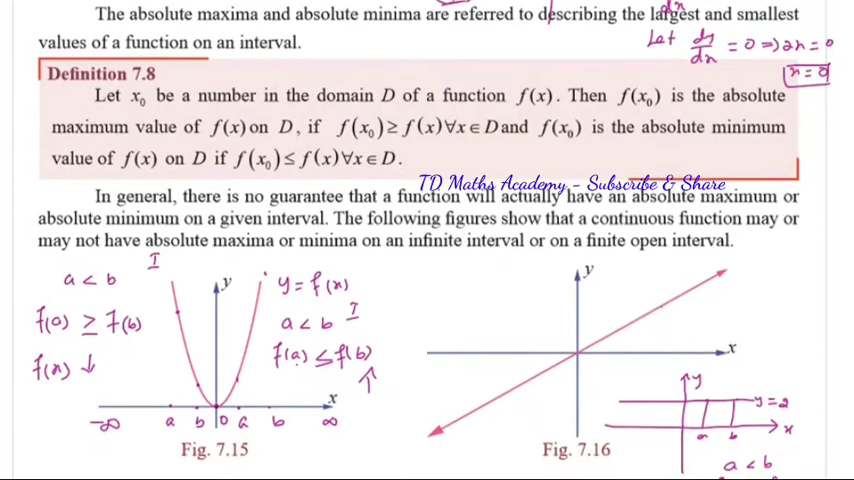 The absolute maxima and absolute minima are referred to describing the largest and smallest
values of a function on an interval.
dx
Let dy/dx = 0 ⇒ 2x = 0
x = 0
Definition 7.8
Let x₀ be a number in the domain D of a function f(x). Then f(x₀) is the absolute
maximum value of f(x) on D, if f(x₀) ≥ f(x) ∀x ∈ D and f(x₀) is the absolute minimum
value of f(x) on D if f(x₀) ≤ f(x) ∀x ∈ D.
TD Maths Academy - Subscribe & Share
In general, there is no guarantee that a function will actually have an absolute maximum or
absolute minimum on a given interval. The following figures show that a continuous function may or
may not have absolute maxima or minima on an infinite interval or on a finite open interval.
I
a < b
f(a) ≥ f(b)
f(x) ↓
y
y = f(x)
a < b I
f(a) ≤ f(b)
↑
x
-∞ a b 0 a b ∞
Fig. 7.15
y
x
Fig. 7.16
y
y = 2
x
a b
a < b